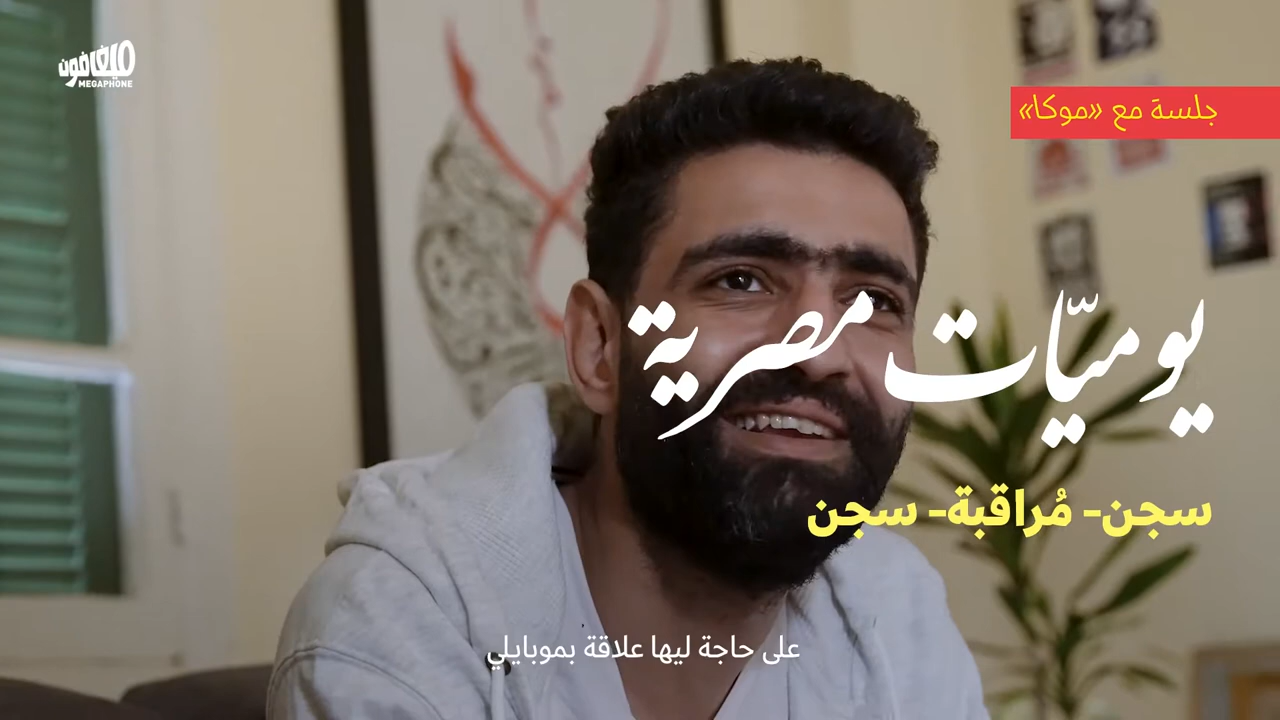 ميغافون
MEGAPHONE
جلسة مع «موكا»
يوميّات مصرية
سجن- مُراقبة- سجن
على حاجة ليها علاقة بموبايلي